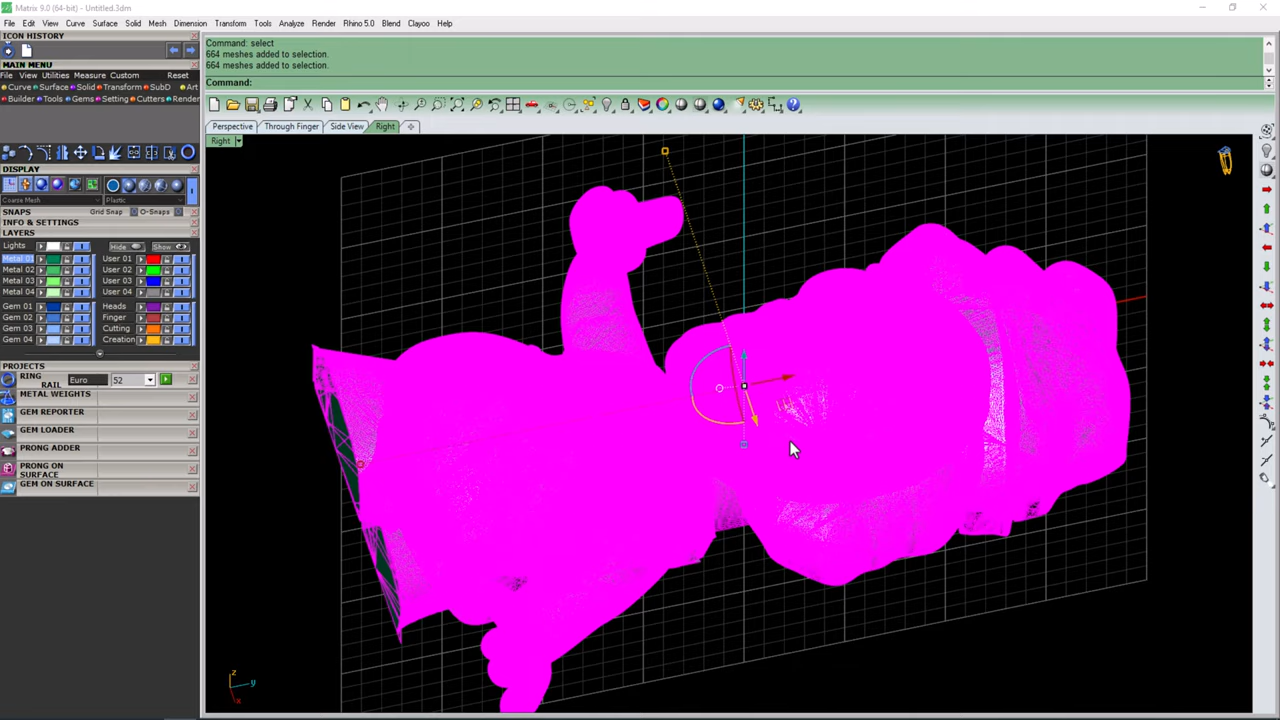 Matrix 9.0 (64-bit) - Untitled.3dm
File Edit View Curve Surface Solid Mesh Dimension Transform Tools Analyze Render Rhino 5.0 Blend Clayoo Help
ICON HISTORY
MAIN MENU
File View Utilities Measure Custom Reset
Curve Surface Solid Transform SubD Art
Builder Tools Gems Setting Cutters Render
DISPLAY
Coarse Mesh Plastic
SNAPS Grid Snap O-Snaps
INFO & SETTINGS
LAYERS
Lights Hide Show
Metal 01 User 01
Metal 02 User 02
Metal 03 User 03
Metal 04 User 04
Gem 01 Heads
Gem 02 Finger
Gem 03 Cutting
Gem 04 Creation
PROJECTS
RING RAIL Euro 52
METAL WEIGHTS
GEM REPORTER
GEM LOADER
PRONG ADDER
PRONG ON SURFACE
GEM ON SURFACE
Command: select
664 meshes added to selection.
664 meshes added to selection.
Command:
Perspective Through Finger Side View Right
Right
z
y
x